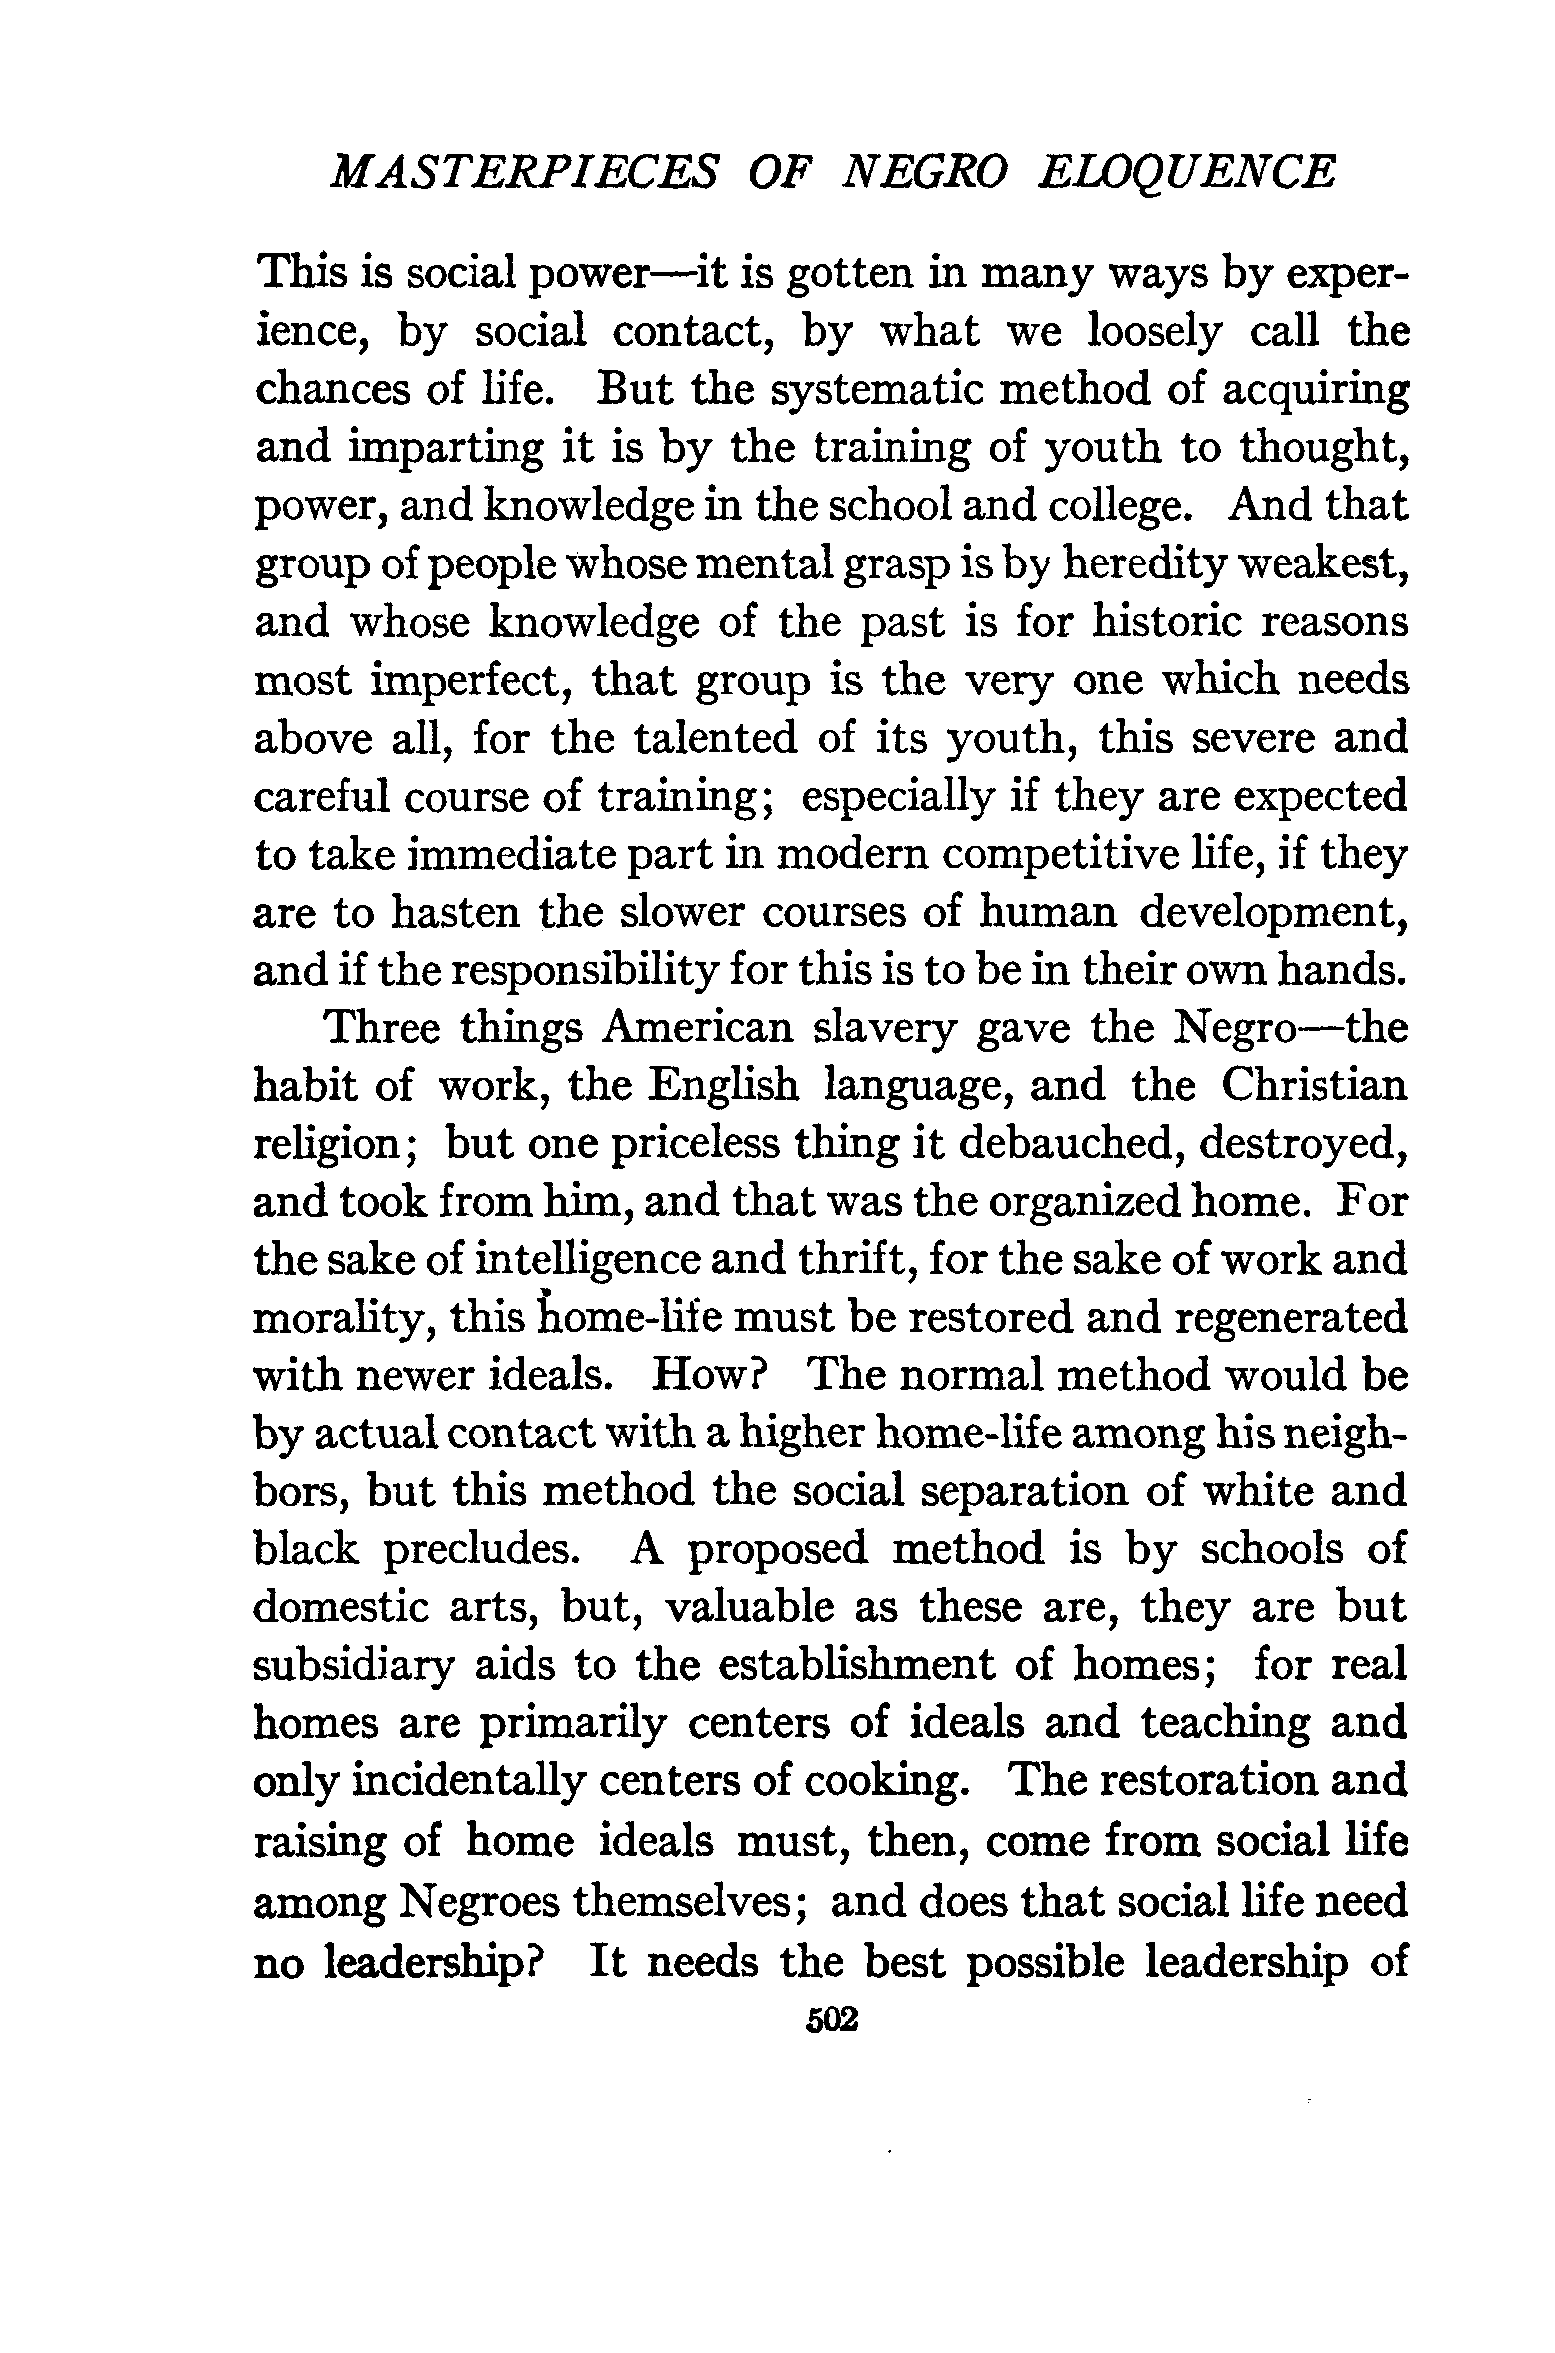 MASTERPIECES OF NEGRO ELOQUENCE
This is social power—it is gotten in many ways by exper-
ience, by social contact, by what we loosely call the
chances of life. But the systematic method of acquiring
and imparting it is by the training of youth to thought,
power, and knowledge in the school and college. And that
group of people whose mental grasp is by heredity weakest,
and whose knowledge of the past is for historic reasons
most imperfect, that group is the very one which needs
above all, for the talented of its youth, this severe and
careful course of training; especially if they are expected
to take immediate part in modern competitive life, if they
are to hasten the slower courses of human development,
and if the responsibility for this is to be in their own hands.
Three things American slavery gave the Negro—the
habit of work, the English language, and the Christian
religion; but one priceless thing it debauched, destroyed,
and took from him, and that was the organized home. For
the sake of intelligence and thrift, for the sake of work and
morality, this home-life must be restored and regenerated
with newer ideals. How? The normal method would be
by actual contact with a higher home-life among his neigh-
bors, but this method the social separation of white and
black precludes. A proposed method is by schools of
domestic arts, but, valuable as these are, they are but
subsidiary aids to the establishment of homes; for real
homes are primarily centers of ideals and teaching and
only incidentally centers of cooking. The restoration and
raising of home ideals must, then, come from social life
among Negroes themselves; and does that social life need
no leadership? It needs the best possible leadership of
502